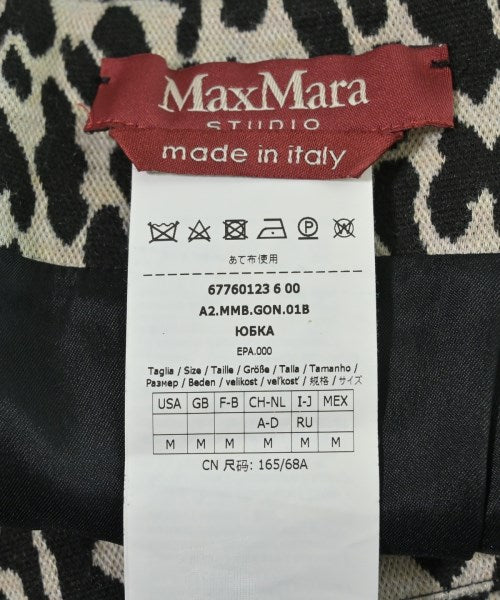 MaxMara
STUDIO
made in italy
P
あて布使用
67760123 6 00
A2.MMB.GON.01B
ЮБКА
EPA.000
Taglia / Size / Taille / Größe / Talla / Tamanho /
Размер / Beden / velikost / veľkosť / 規格 / サイズ
USA GB F-B CH-NL I-J MEX
A-D RU
M M M M M M
CN 尺码: 165/68A